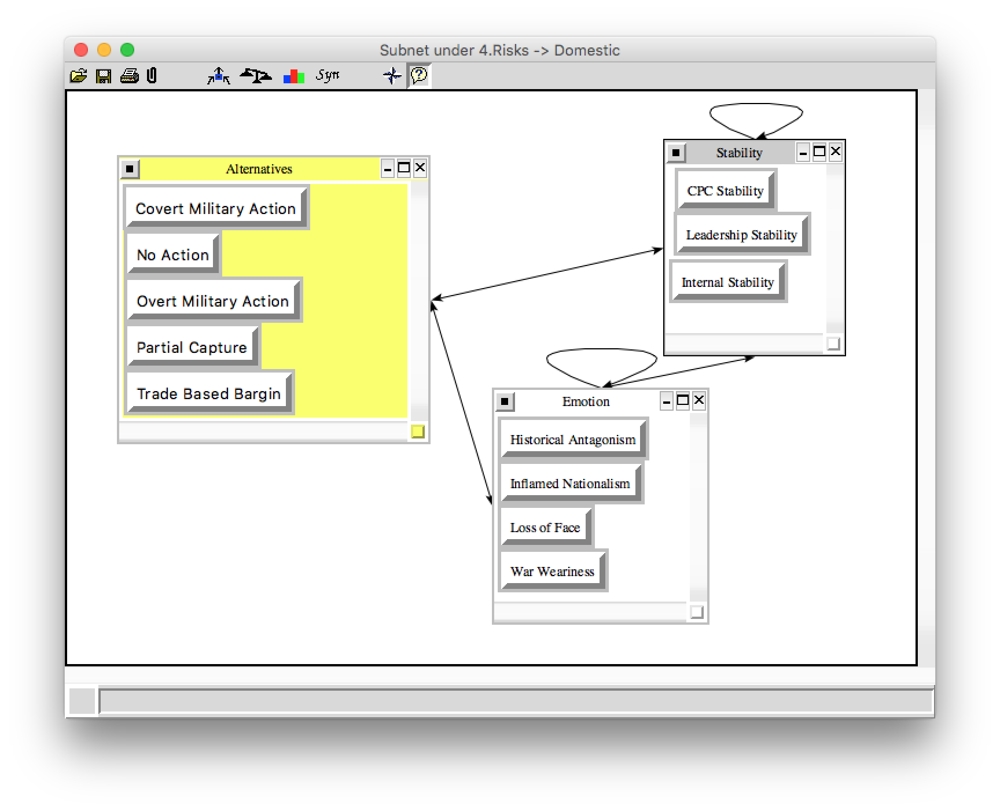 Subnet under 4.Risks -> Domestic
Syn
Alternatives
Covert Military Action
No Action
Overt Military Action
Partial Capture
Trade Based Bargin
Stability
CPC Stability
Leadership Stability
Internal Stability
Emotion
Historical Antagonism
Inflamed Nationalism
Loss of Face
War Weariness